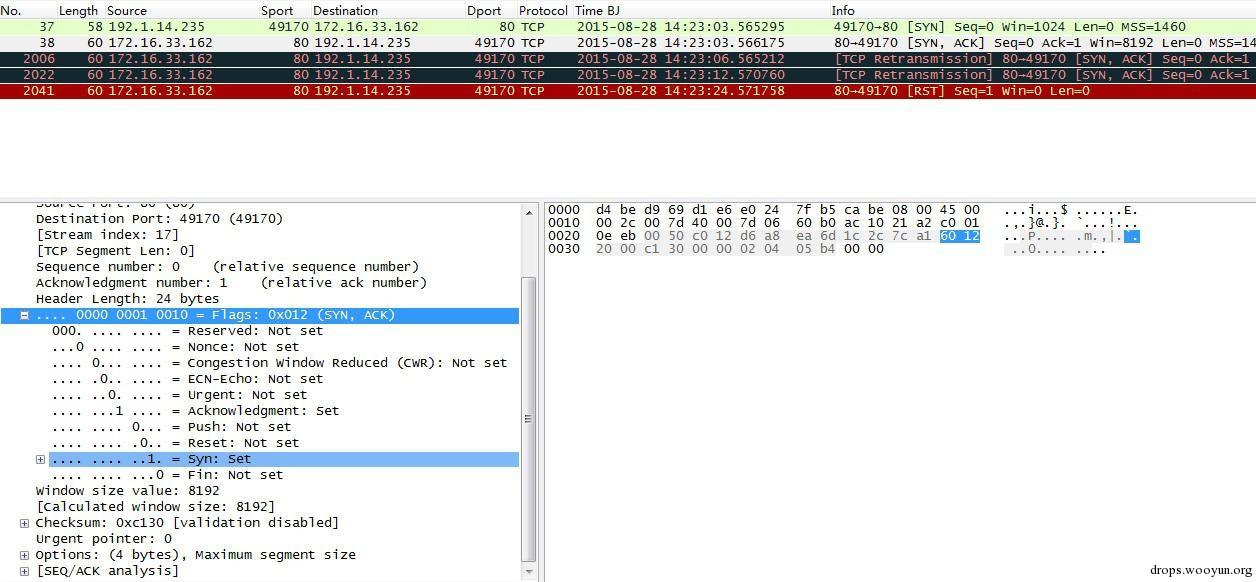 No. Length Source Sport Destination Dport Protocol Time BJ Info
37 58 192.1.14.235 49170 172.16.33.162 80 TCP 2015-08-28 14:23:03.565295 49170→80 [SYN] Seq=0 Win=1024 Len=0 MSS=1460
38 60 172.16.33.162 80 192.1.14.235 49170 TCP 2015-08-28 14:23:03.566175 80→49170 [SYN, ACK] Seq=0 Ack=1 Win=8192 Len=0 MSS=14
2006 60 172.16.33.162 80 192.1.14.235 49170 TCP 2015-08-28 14:23:06.565212 [TCP Retransmission] 80→49170 [SYN, ACK] Seq=0 Ack=1
2022 60 172.16.33.162 80 192.1.14.235 49170 TCP 2015-08-28 14:23:12.570760 [TCP Retransmission] 80→49170 [SYN, ACK] Seq=0 Ack=1
2041 60 172.16.33.162 80 192.1.14.235 49170 TCP 2015-08-28 14:23:24.571758 80→49170 [RST] Seq=1 Win=0 Len=0
Source Port: 80 (80)
Destination Port: 49170 (49170)
[Stream index: 17]
[TCP Segment Len: 0]
Sequence number: 0 (relative sequence number)
Acknowledgment number: 1 (relative ack number)
Header Length: 24 bytes
.... 0000 0001 0010 = Flags: 0x012 (SYN, ACK)
000. .... .... = Reserved: Not set
...0 .... .... = Nonce: Not set
.... 0... .... = Congestion Window Reduced (CWR): Not set
.... .0.. .... = ECN-Echo: Not set
.... ..0. .... = Urgent: Not set
.... ...1 .... = Acknowledgment: Set
.... .... 0... = Push: Not set
.... .... .0.. = Reset: Not set
.... .... ..1. = Syn: Set
.... .... ...0 = Fin: Not set
Window size value: 8192
[Calculated window size: 8192]
Checksum: 0xc130 [validation disabled]
Urgent pointer: 0
Options: (4 bytes), Maximum segment size
[SEQ/ACK analysis]
0000 d4 be d9 69 d1 e6 e0 24 7f b5 ca be 08 00 45 00 ...i...$ ......E.
0010 00 2c 00 7d 40 00 7d 06 60 b0 ac 10 21 a2 c0 01 .,.}@.}. `...!...
0020 0e eb 00 50 c0 12 d6 a8 ea 6d 1c 2c 7c a1 60 12 ...P.... .m.,|.`.
0030 20 00 c1 30 00 00 02 04 05 b4 00 00 ..0..... ....
drops.wooyun.org